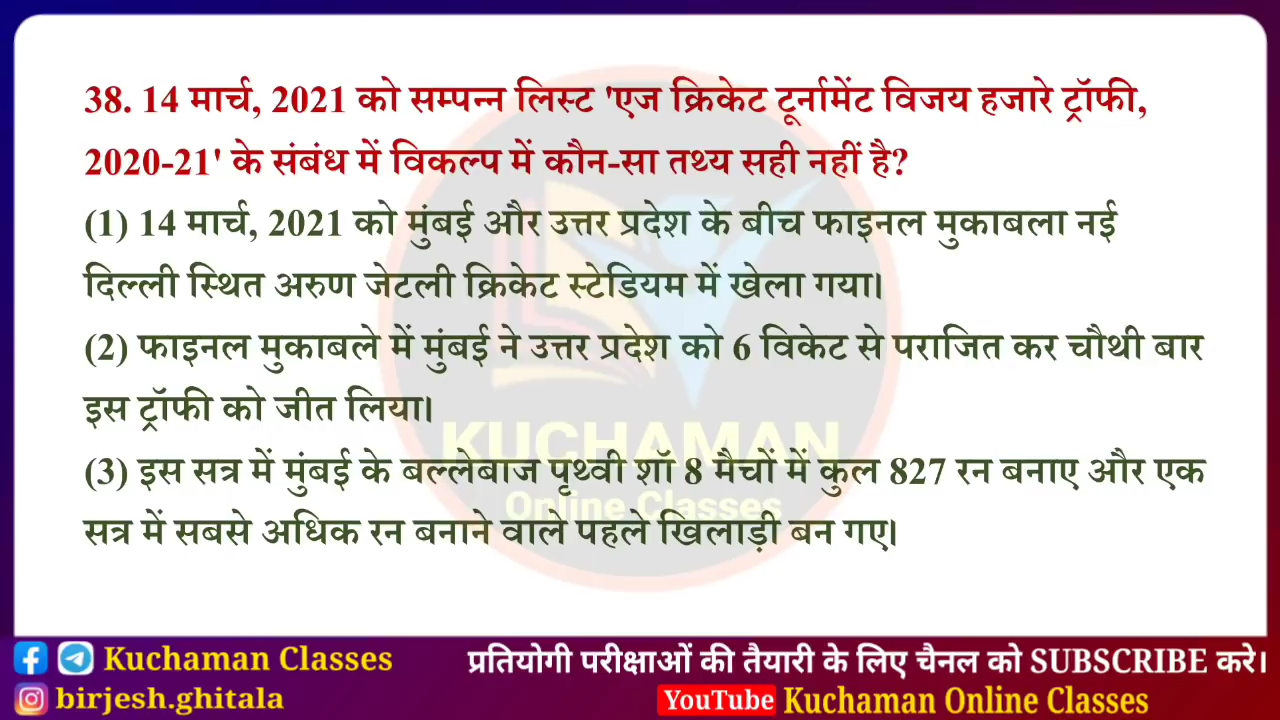 38. 14 मार्च, 2021 को सम्पन्न लिस्ट 'एज क्रिकेट टूर्नामेंट विजय हजारे ट्रॉफी,
2020-21' के संबंध में विकल्प में कौन-सा तथ्य सही नहीं है?
(1) 14 मार्च, 2021 को मुंबई और उत्तर प्रदेश के बीच फाइनल मुकाबला नई
दिल्ली स्थित अरुण जेटली क्रिकेट स्टेडियम में खेला गया।
(2) फाइनल मुकाबले में मुंबई ने उत्तर प्रदेश को 6 विकेट से पराजित कर चौथी बार
इस ट्रॉफी को जीत लिया।
KUCHAMAN
(3) इस सत्र में मुंबई के बल्लेबाज पृथ्वी शॉ 8 मैचों में कुल 827 रन बनाए और एक
Online Classes
सत्र में सबसे अधिक रन बनाने वाले पहले खिलाड़ी बन गए।
Kuchaman Classes
प्रतियोगी परीक्षाओं की तैयारी के लिए चैनल को SUBSCRIBE करे।
birjesh.ghitala
YouTube Kuchaman Online Classes